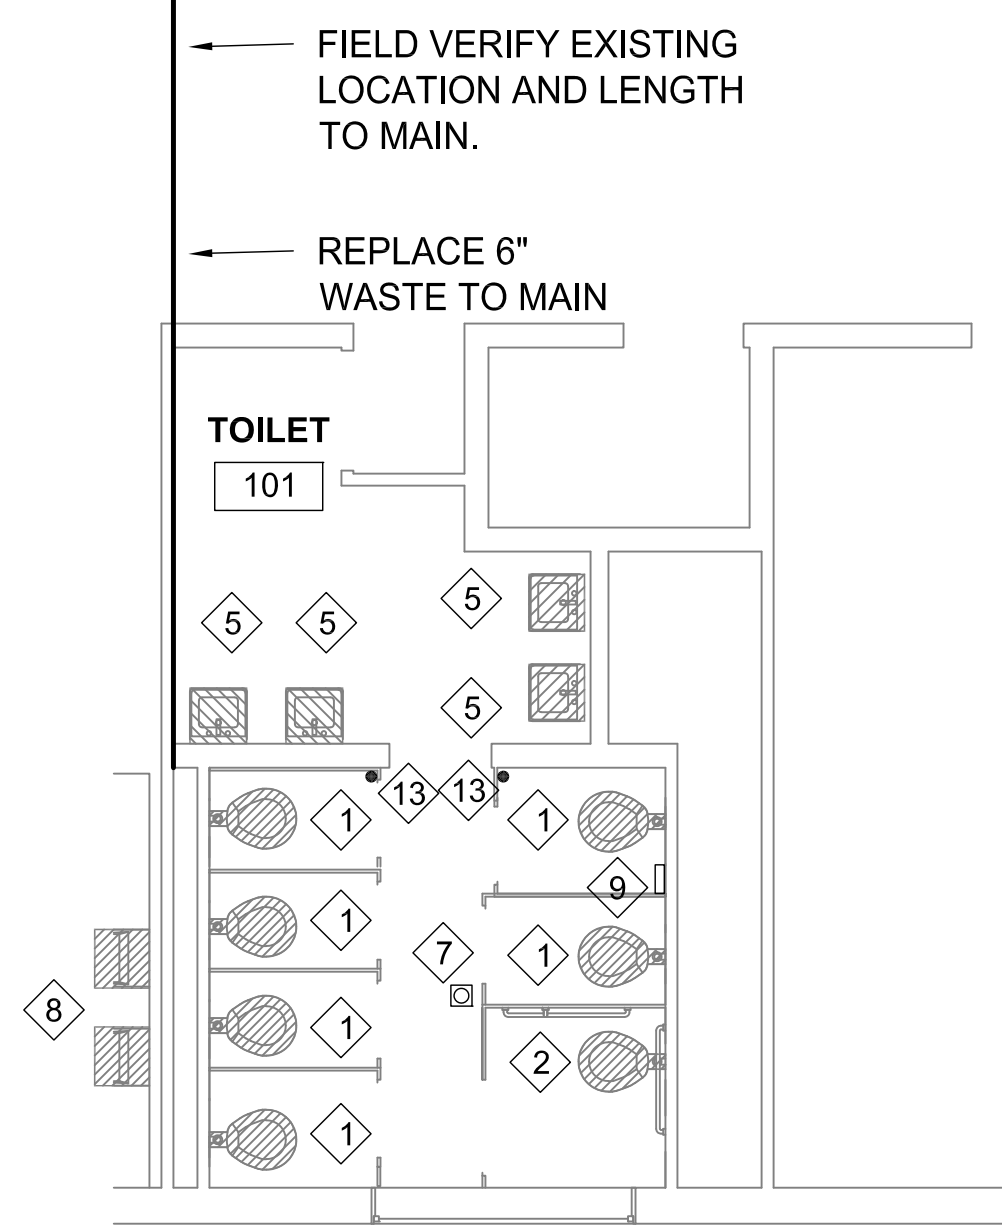 FIELD VERIFY EXISTING
LOCATION AND LENGTH
TO MAIN.
REPLACE 6"
WASTE TO MAIN
TOILET
101
5
5
5
5
13
13
1
1
9
1
7
1
8
1
2
1